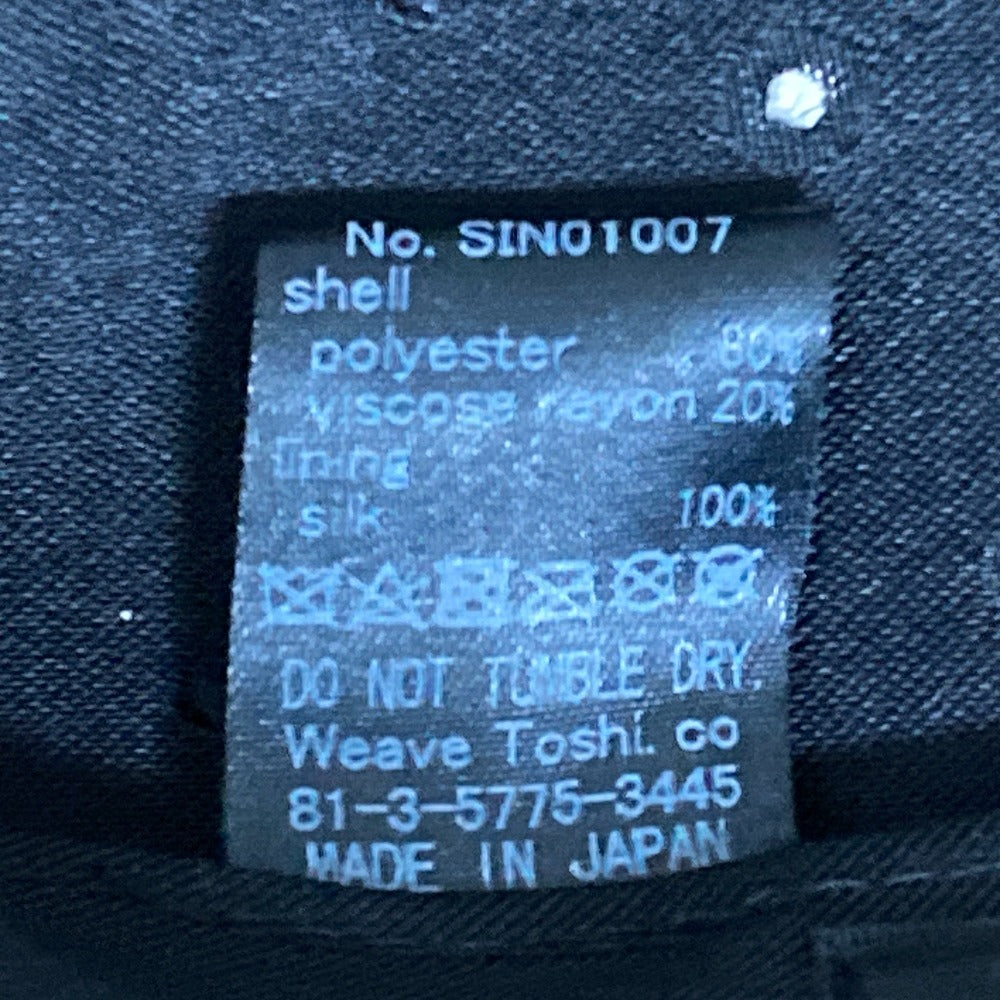 No. SIN01007
shell
polyester 80%
viscose rayon 20%
lining
silk 100%
DO NOT TUMBLE DRY.
Weave Toshi. co
81-3-5775-3445
MADE IN JAPAN